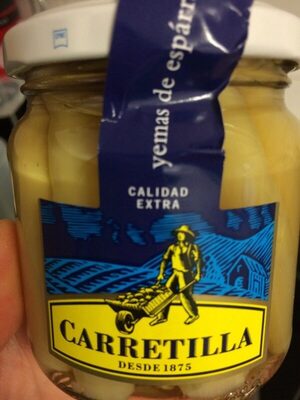 yemas de espárr
CALIDAD
EXTRA
CARRETILLA
DESDE 1875